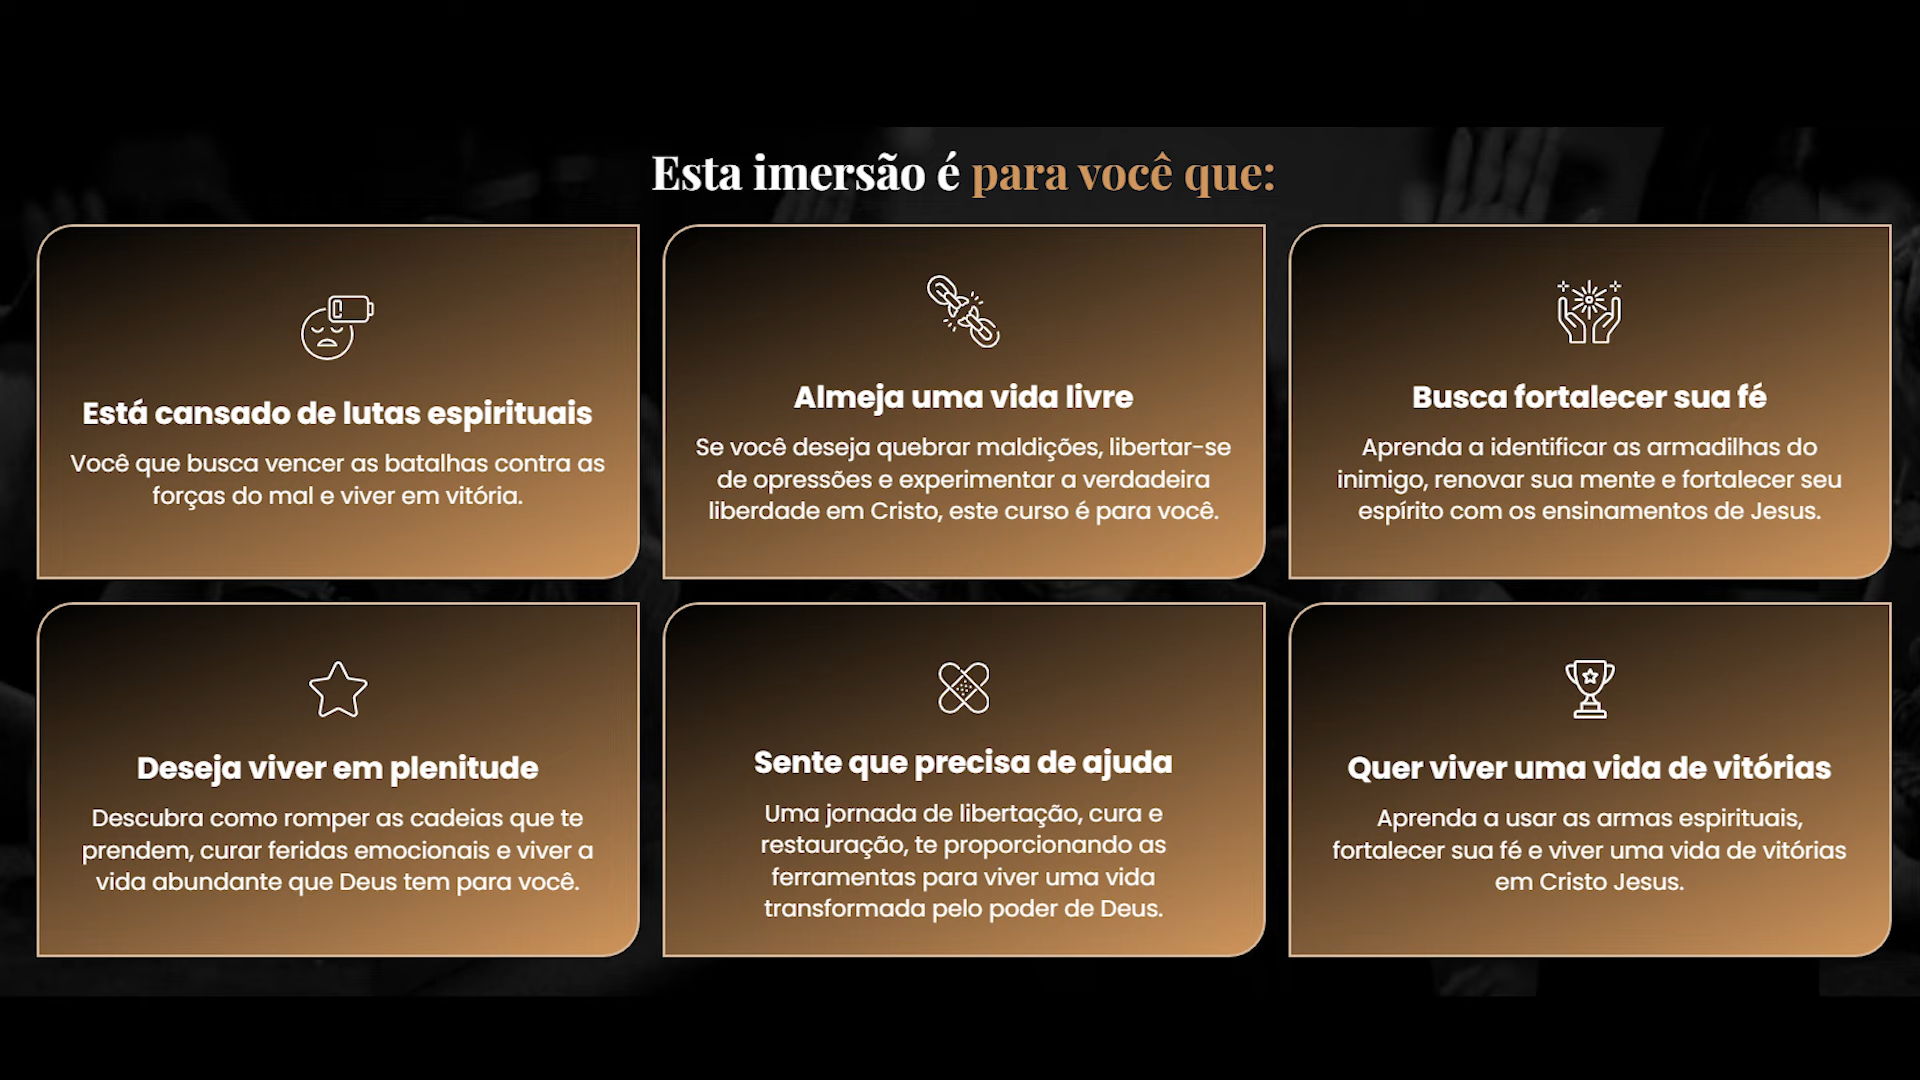 Esta imersão é para você que:
Está cansado de lutas espirituais
Você que busca vencer as batalhas contra as
forças do mal e viver em vitória.
Almeja uma vida livre
Se você deseja quebrar maldições, libertar-se
de opressões e experimentar a verdadeira
liberdade em Cristo, este curso é para você.
Busca fortalecer sua fé
Aprenda a identificar as armadilhas do
inimigo, renovar sua mente e fortalecer seu
espírito com os ensinamentos de Jesus.
Deseja viver em plenitude
Descubra como romper as cadeias que te
prendem, curar feridas emocionais e viver a
vida abundante que Deus tem para você.
Sente que precisa de ajuda
Uma jornada de libertação, cura e
restauração, te proporcionando as
ferramentas para viver uma vida
transformada pelo poder de Deus.
Quer viver uma vida de vitórias
Aprenda a usar as armas espirituais,
fortalecer sua fé e viver uma vida de vitórias
em Cristo Jesus.